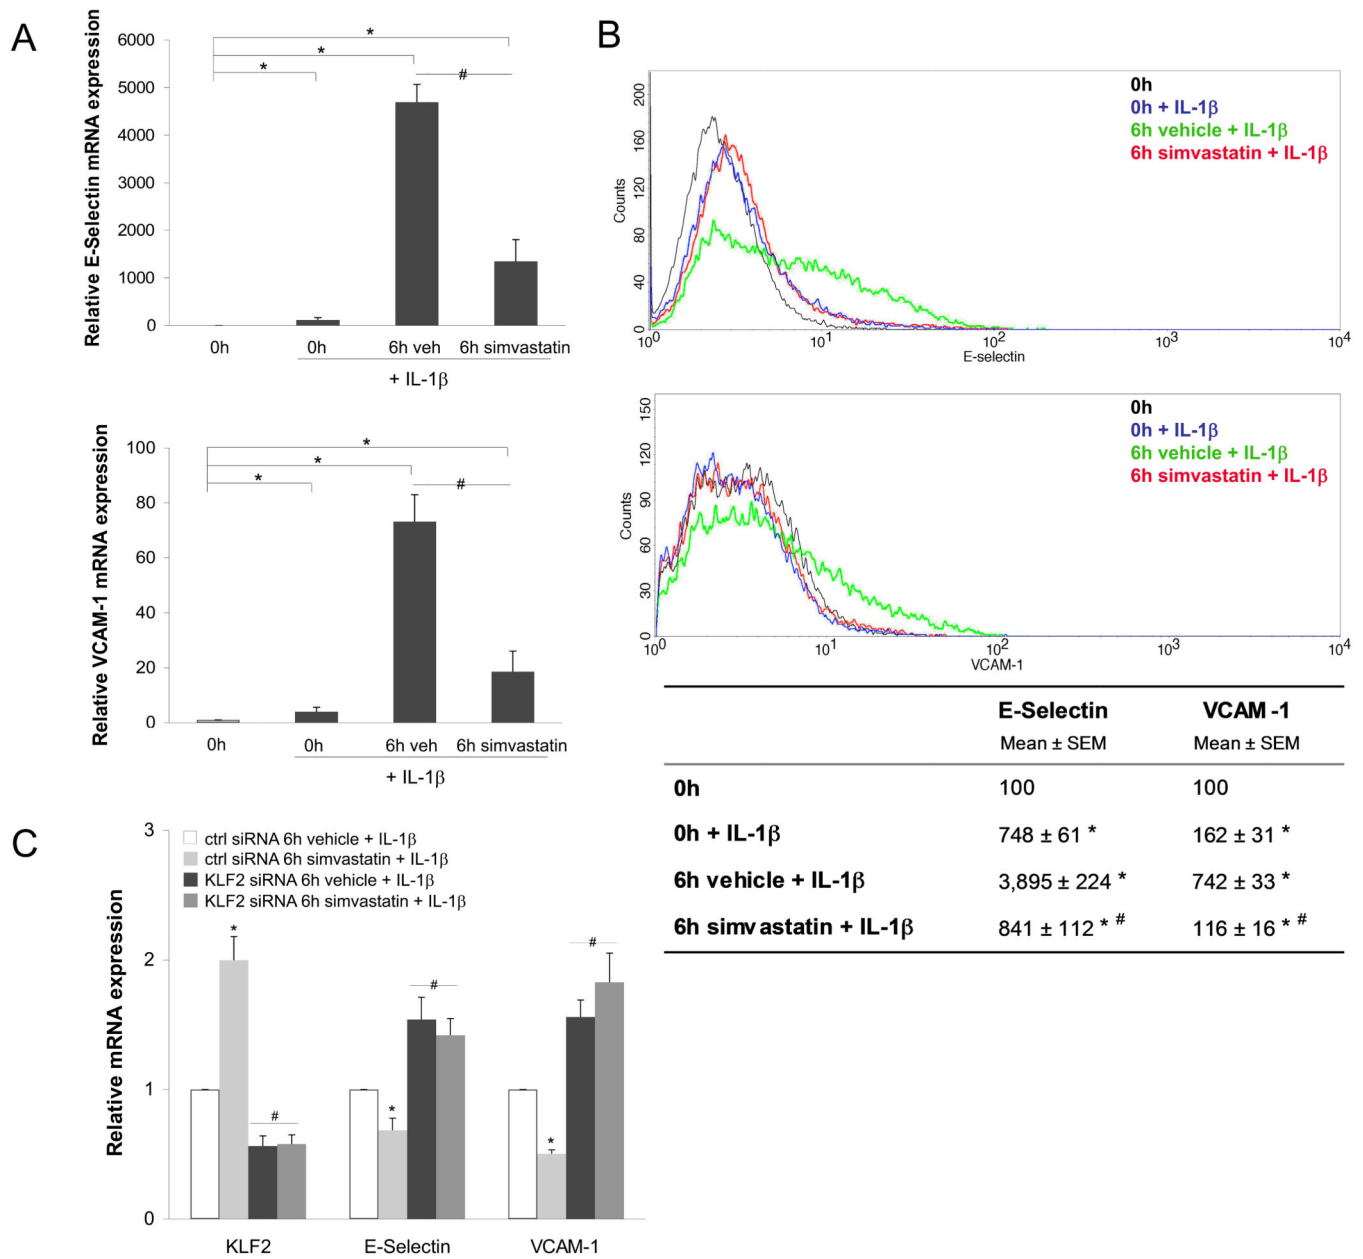 A
Relative E-Selectin mRNA expression
6000
5000
4000
3000
2000
1000
0
*
*
*
#
0h
0h
6h veh
6h simvastatin
+ IL-1β
Relative VCAM-1 mRNA expression
100
80
60
40
20
0
*
*
*
#
0h
0h
6h veh
6h simvastatin
+ IL-1β
B
Counts
200
160
120
80
40
0
0h
0h + IL-1β
6h vehicle + IL-1β
6h simvastatin + IL-1β
10⁰
10¹
10²
10³
10⁴
E-selectin
Counts
150
120
90
60
30
0
0h
0h + IL-1β
6h vehicle + IL-1β
6h simvastatin + IL-1β
10⁰
10¹
10²
10³
10⁴
VCAM-1
E-Selectin VCAM-1
Mean ± SEM Mean ± SEM
0h 100 100
0h + IL-1β 748 ± 61 * 162 ± 31 *
6h vehicle + IL-1β 3,895 ± 224 * 742 ± 33 *
6h simvastatin + IL-1β 841 ± 112 * # 116 ± 16 * #
C
Relative mRNA expression
3
2
1
0
ctrl siRNA 6h vehicle + IL-1β
ctrl siRNA 6h simvastatin + IL-1β
KLF2 siRNA 6h vehicle + IL-1β
KLF2 siRNA 6h simvastatin + IL-1β
*
#
*
#
*
#
KLF2
E-Selectin
VCAM-1